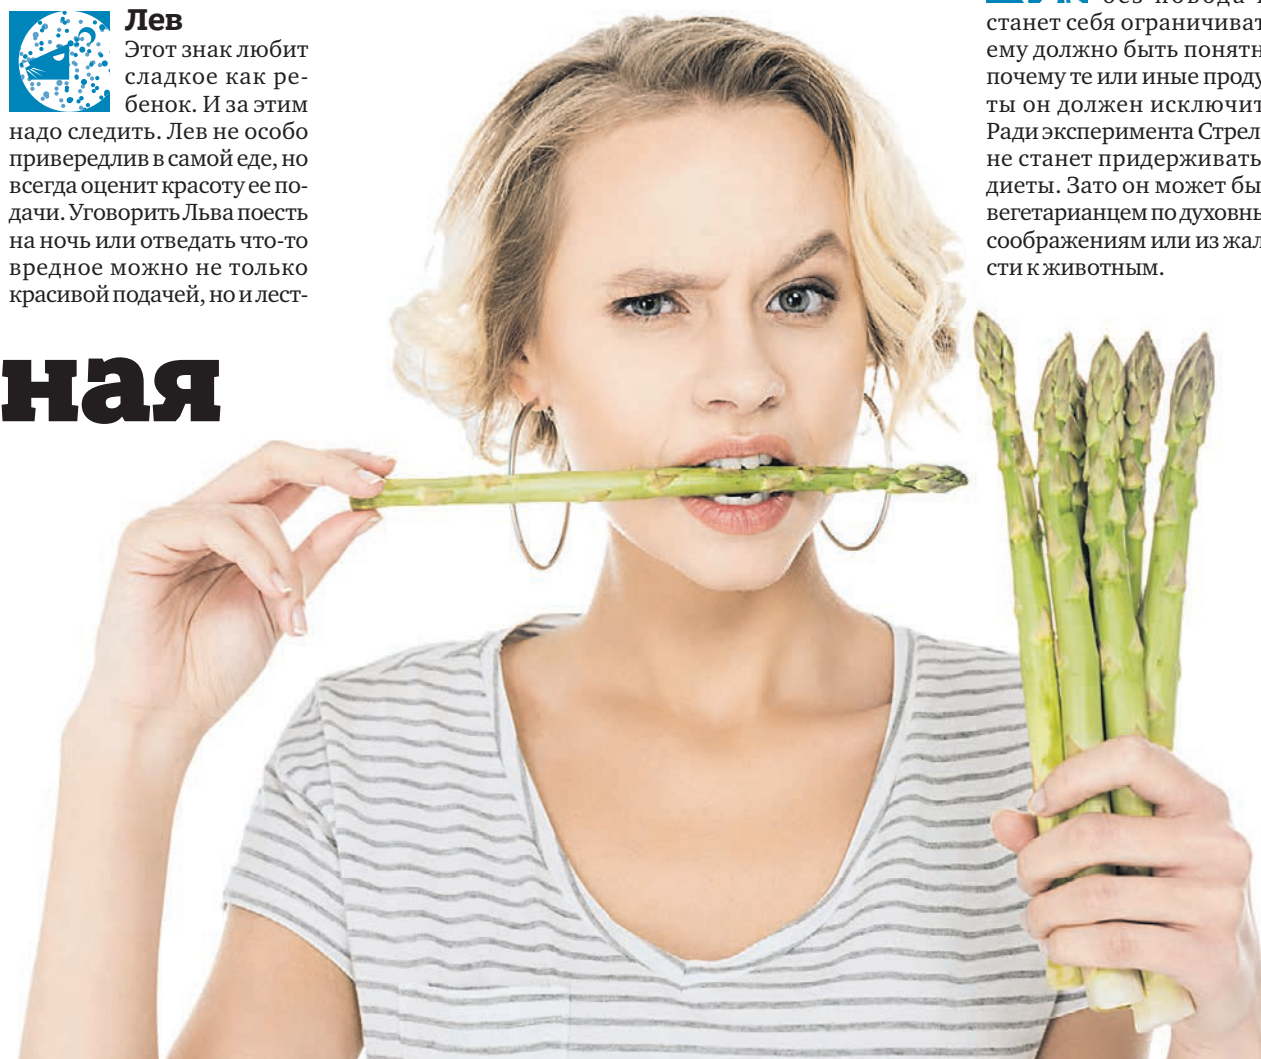 Лев
Этот знак любит
сладкое как ре-
бенок. И за этим
надо следить. Лев не особо
привередлив в самой еде, но
всегда оценит красоту ее по-
дачи. Уговорить Льва поесть
на ночь или отведать что-то
вредное можно не только
красивой подачей, но и лест-
ная
без повода
станет себя ограничиват
ему должно быть понятн
почему те или иные проду
ты он должен исключит
Ради эксперимента Стрел
не станет придерживать
диеты. Зато он может бы
вегетарианцем по духовны
соображениям или из жал
сти к животным.